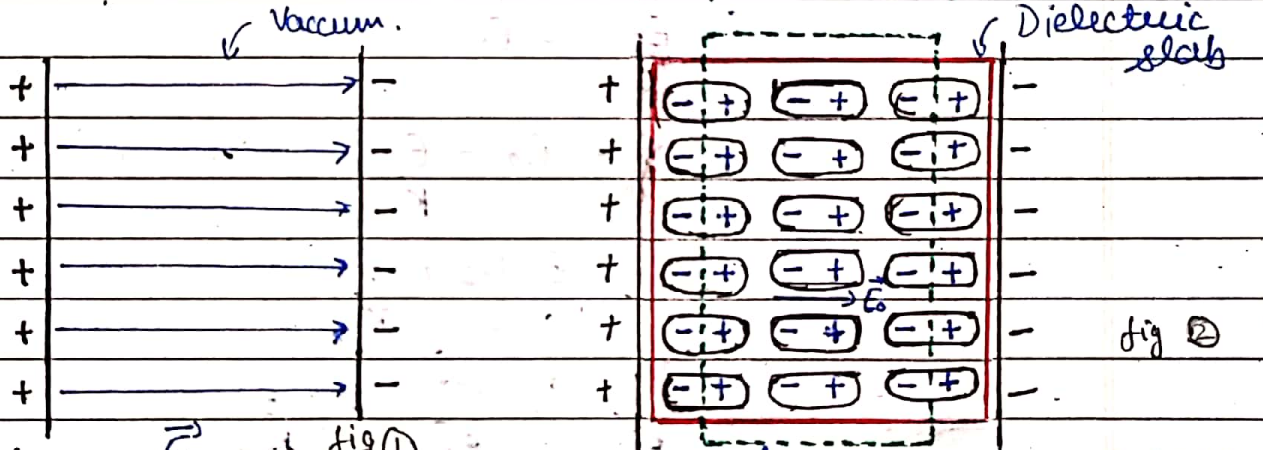 Vaccum.
Dielectric
slab
+ - + - + - + - + -
+ - + - + - + - + -
+ - + - + - + - + -
+ - + - + - + - + -
E₀
+ - + - + - + - + -
fig ②
+ - + - + - + - + -
fig ①